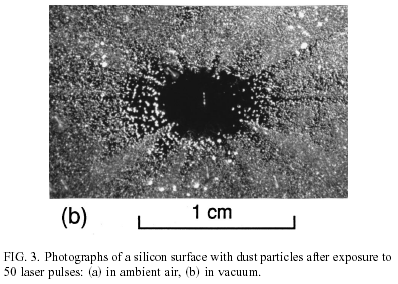 (b)
1 cm
FIG. 3. Photographs of a silicon surface with dust particles after exposure to
50 laser pulses: (a) in ambient air, (b) in vacuum.